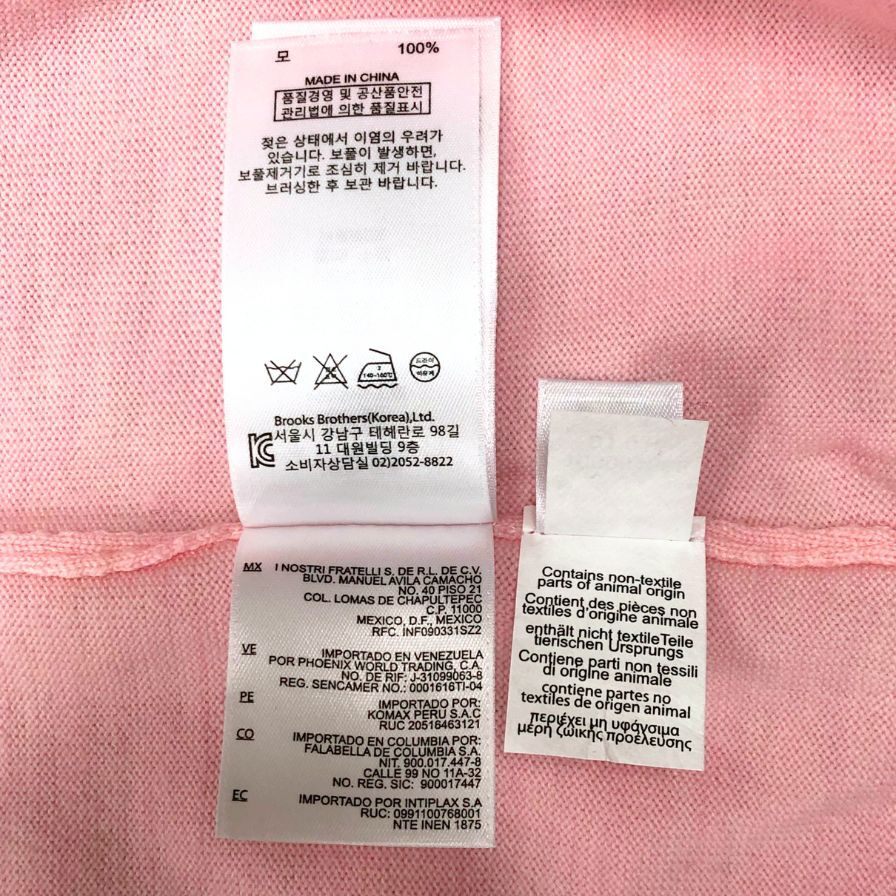 모 100%
MADE IN CHINA
품질경영 및 공산품안전
관리법에 의한 품질표시
젖은 상태에서 이염의 우려가
있습니다. 보풀이 발생하면,
보풀제거기로 조심히 제거 바랍니다.
브러싱한 후 보관 바랍니다.
2
140~160℃
드라이
Brooks Brothers(Korea),Ltd.
서울시 강남구 테헤란로 98길
11 대원빌딩 9층
소비자상담실 02)2052-8822
MX I NOSTRI FRATELLI S. DE R.L. DE C.V.
BLVD. MANUEL AVILA CAMACHO
NO. 40 PISO 21
COL. LOMAS DE CHAPULTEPEC
C.P. 11000
MEXICO, D.F., MEXICO
RFC. INF090331SZ2
VE IMPORTADO EN VENEZUELA
POR PHOENIX WORLD TRADING, C.A.
NO. DE RIF: J-31099063-8
REG. SENCAMER NO.: 0001616TI-04
PE IMPORTADO POR:
KOMAX PERU S.A.C
RUC 20516463121
CO IMPORTADO EN COLUMBIA POR:
FALABELLA DE COLUMBIA S.A.
NIT. 900.017.447-8
CALLE 99 NO 11A-32
NO. REG. SIC: 900017447
EC IMPORTADO POR INTIPLAX S.A
RUC: 0991100768001
NTE INEN 1875
Contains non-textile
parts of animal origin
Contient des pièces non
textiles d'origine animale
enthält nicht textile Teile
tierischen Ursprungs
Contiene parti non tessili
di origine animale
contiene partes no
textiles de origen animal
περιέχει μη υφάνσιμα
μέρη ζωικής προέλευσης